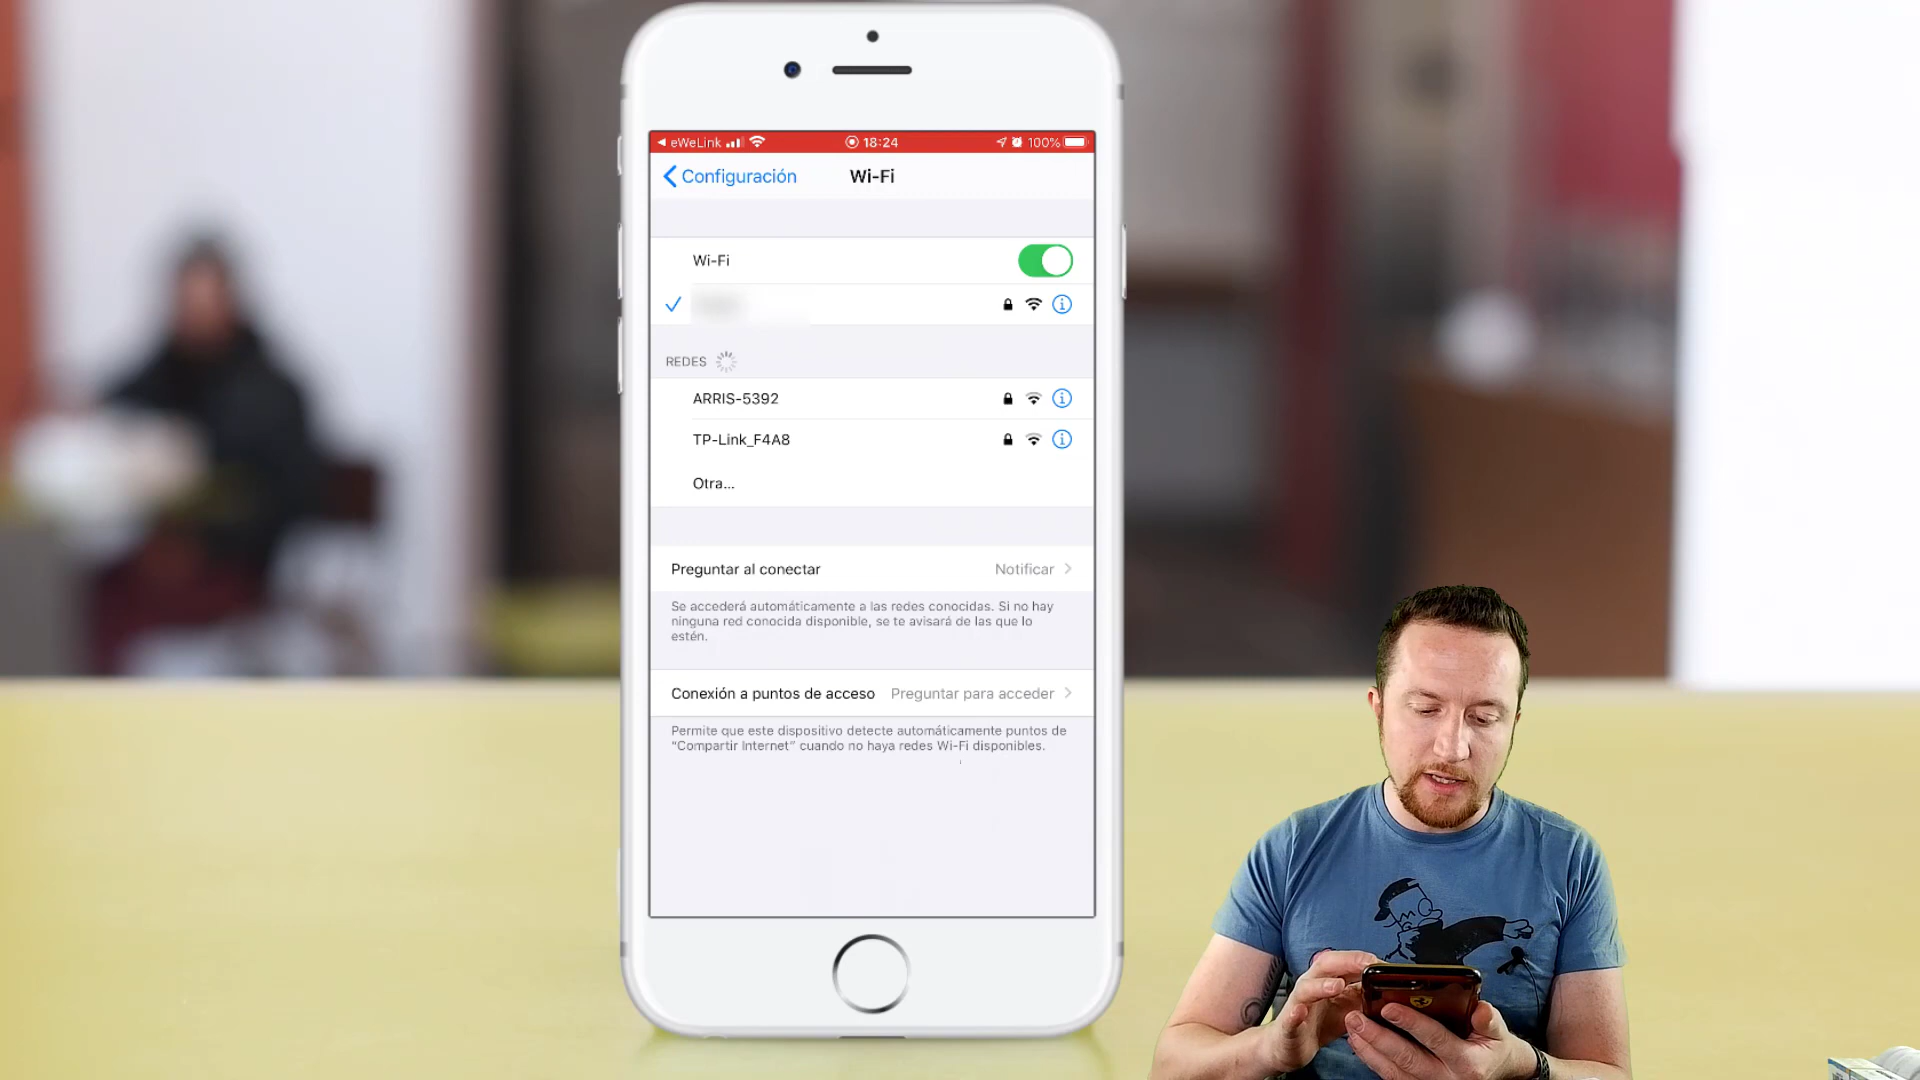 eWeLink 18:24 100%
Configuración Wi-Fi
Wi-Fi
REDES
ARRIS-5392
TP-Link_F4A8
Otra...
Preguntar al conectar Notificar
Se accederá automáticamente a las redes conocidas. Si no hay
ninguna red conocida disponible, se te avisará de las que lo
estén.
Conexión a puntos de acceso Preguntar para acceder
Permite que este dispositivo detecte automáticamente puntos de
“Compartir Internet” cuando no haya redes Wi-Fi disponibles.